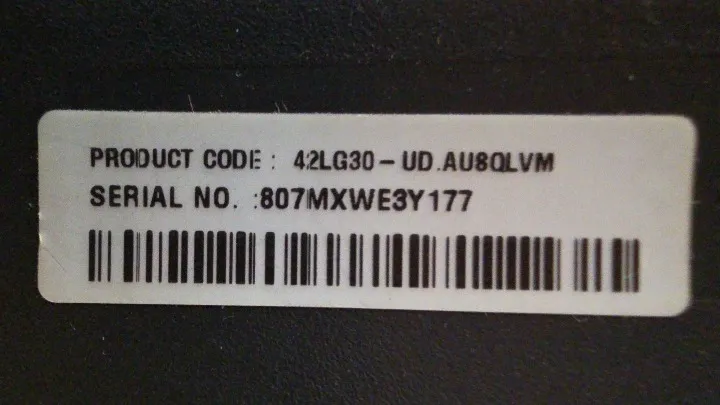 PRODUCT CODE : 42LG30-UD.AU8QLVM
SERIAL NO. :807MXWE3Y177